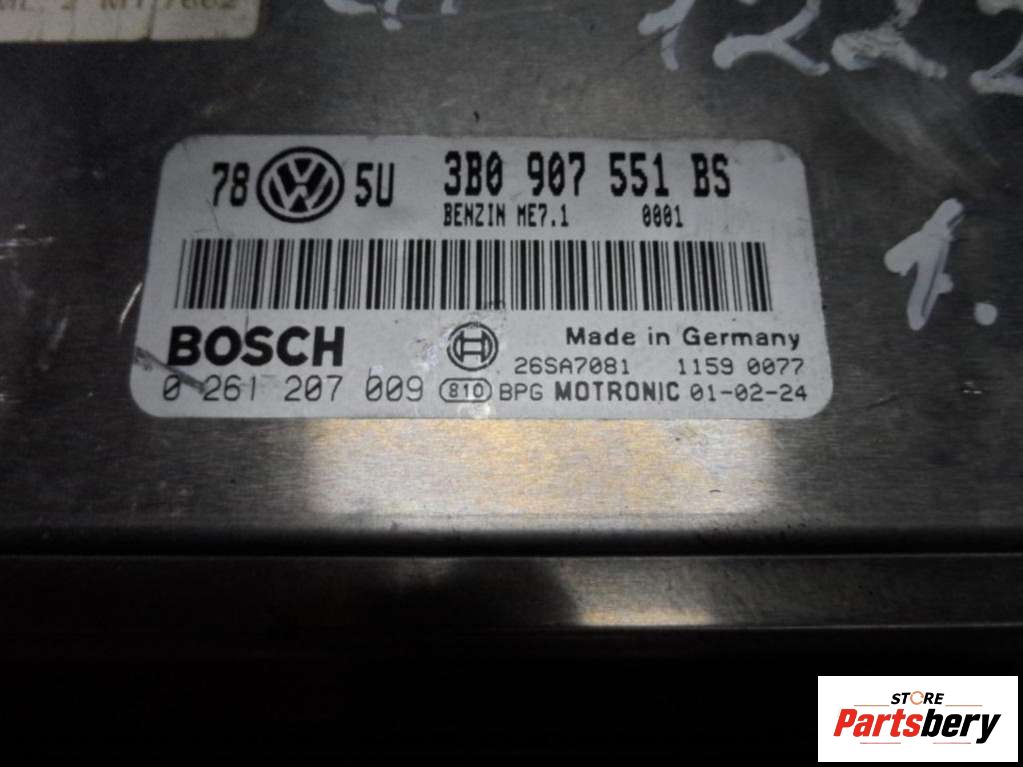 78 5U 3B0 907 551 BS
BENZIN ME7.1 0001
BOSCH
Made in Germany
26SA7081 1159 0077
0 261 207 009 810 BPG MOTRONIC 01-02-24
1.
STORE
Partsbery